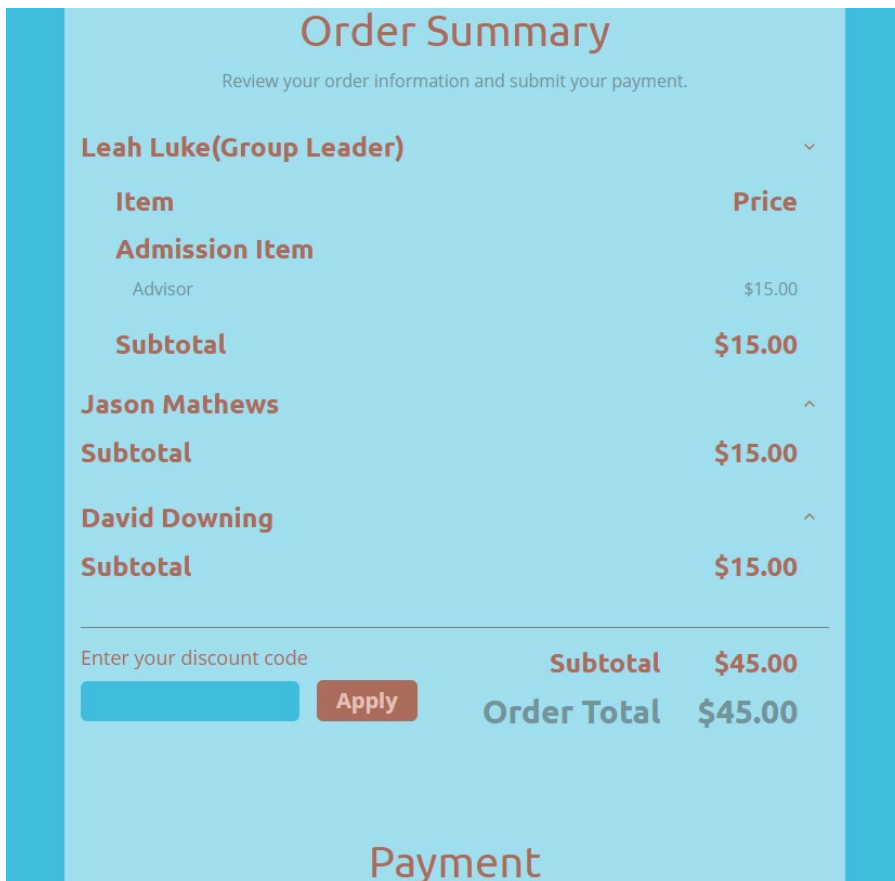 Order Summary
Review your order information and submit your payment.
Leah Luke(Group Leader)
Item Price
Admission Item
Advisor $15.00
Subtotal $15.00
Jason Mathews
Subtotal $15.00
David Downing
Subtotal $15.00
Enter your discount code
Subtotal $45.00
Apply
Order Total $45.00
Payment